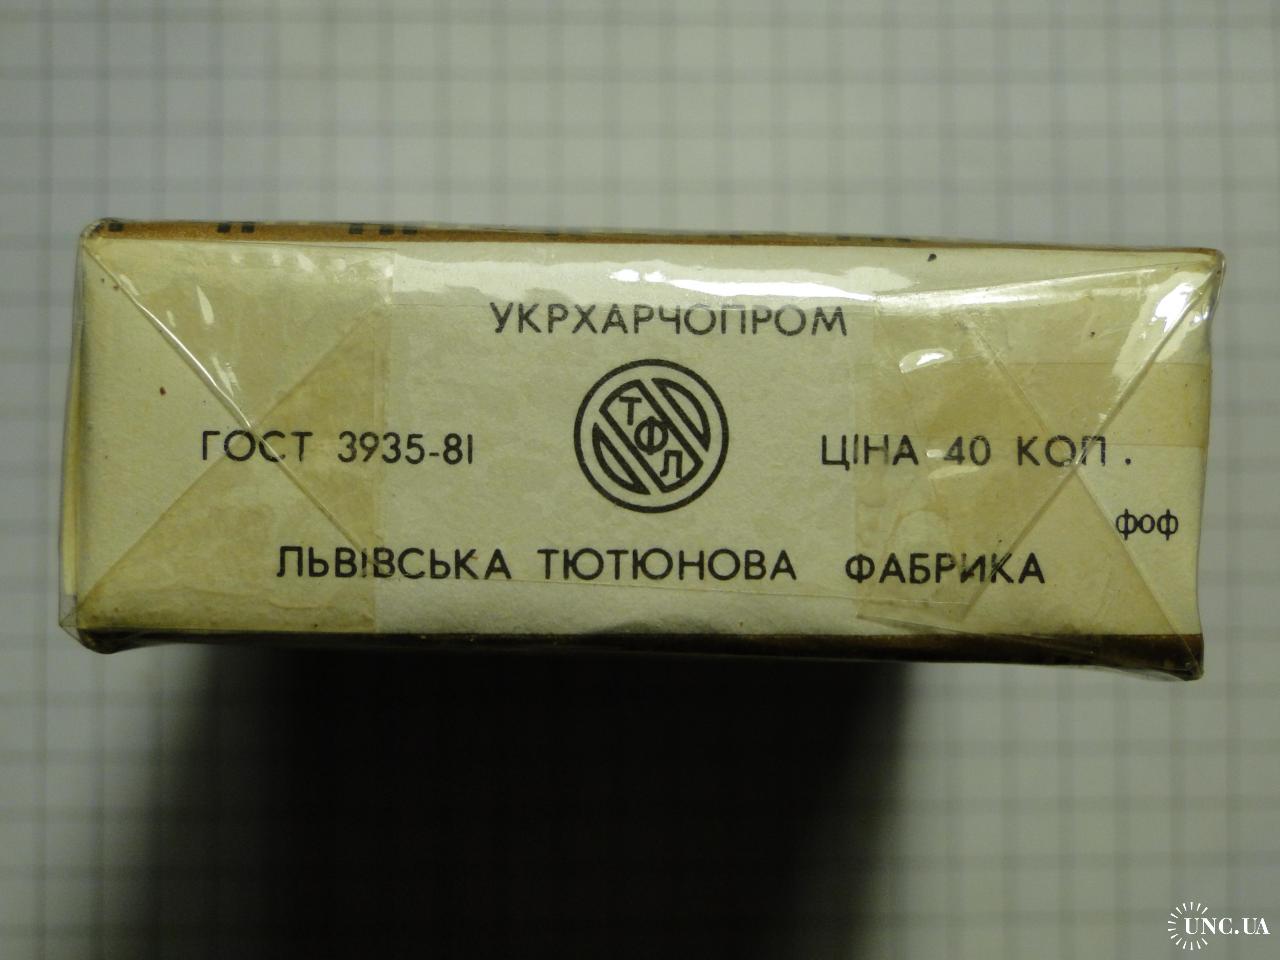 УКРХАРЧОПРОМ
ТФЛ
ГОСТ 3935-81 ЦІНА 40 КОП.
фоф
ЛЬВІВСЬКА ТЮТЮНОВА ФАБРИКА
UNC.UA